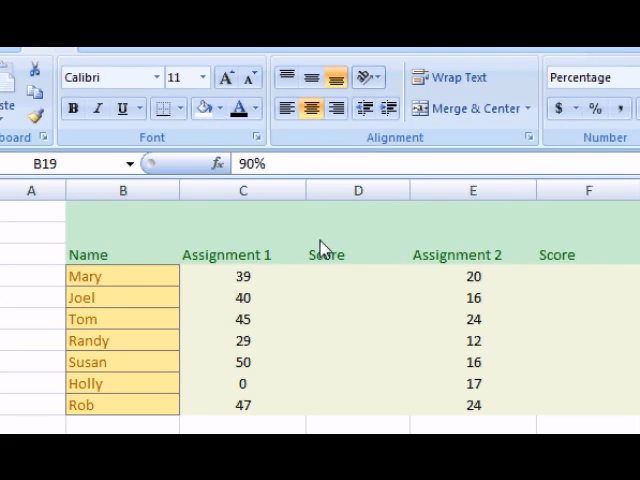 Calibri 11 A A Wrap Text Percentage
ste B I U A Merge & Center $ % ,
board Font Alignment Number
B19 fx 90%
A B C D E F
Name Assignment 1 Score Assignment 2 Score
Mary 39 20
Joel 40 16
Tom 45 24
Randy 29 12
Susan 50 16
Holly 0 17
Rob 47 24